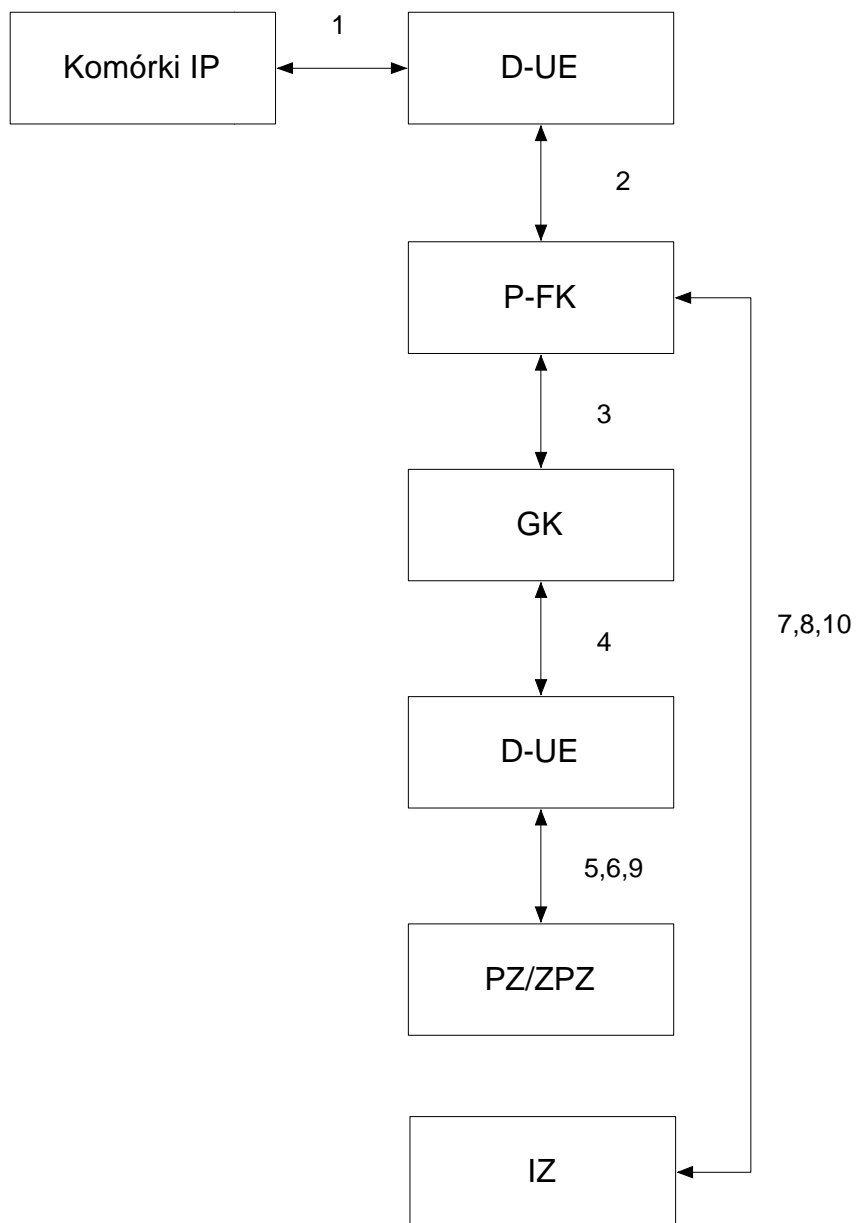 1
Komórki IP
D-UE
2
P-FK
3
GK
7,8,10
4
D-UE
5,6,9
PZ/ZPZ
IZ